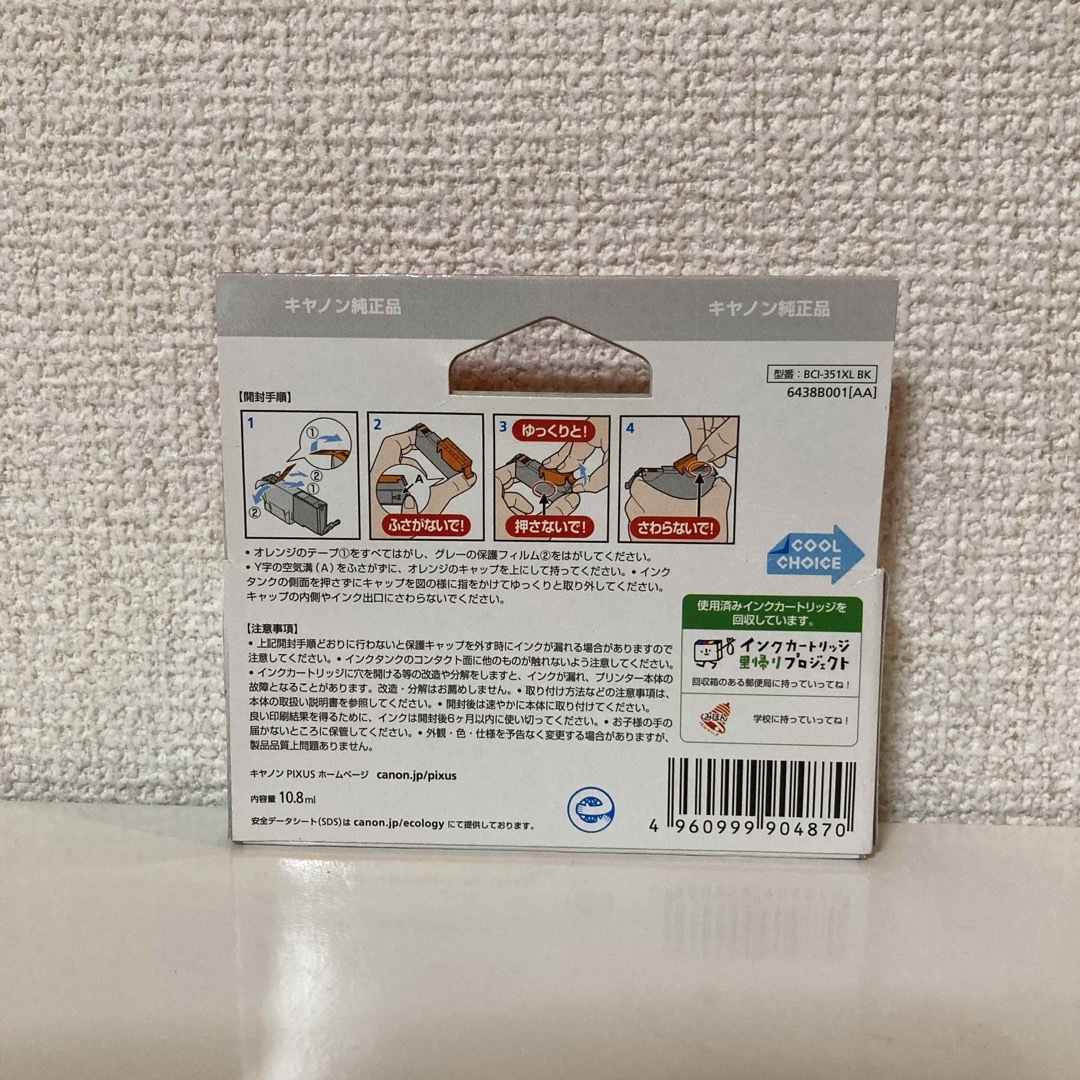 キヤノン純正品 キヤノン純正品
型番：BCI-351XL BK
6438B001[AA]
【開封手順】
1 ① ② ① ②
2 A ふさがないで!
3 ゆっくりと! 押さないで!
4 さわらないで!
• オレンジのテープ①をすべてはがし、グレーの保護フィルム②をはがしてください。
• Y字の空気溝（A）をふさがずに、オレンジのキャップを上にして持ってください。• インク
タンクの側面を押さずにキャップを図の様に指をかけてゆっくりと取り外してください。
キャップの内側やインク出口にさわらないでください。
COOL
CHOICE
【注意事項】
• 上記開封手順どおりに行わないと保護キャップを外す時にインクが漏れる場合がありますので
注意してください。• インクタンクのコンタクト面に他のものが触れないよう注意してください。
• インクカートリッジに穴を開ける等の改造や分解をしますと、インクが漏れ、プリンター本体の
故障となることがあります。改造・分解はお薦めしません。• 取り付け方法などの注意事項は、
本体の取扱い説明書を参照してください。• 開封後は速やかに本体に取り付けてください。
良い印刷結果を得るために、インクは開封後6ヶ月以内に使い切ってください。• お子様の手の
届かないところに保管してください。• 外観・色・仕様を予告なく変更する場合がありますが、
製品品質上問題ありません。
使用済みインクカートリッジを
回収しています。
インクカートリッジ
里帰りプロジェクト
回収箱のある郵便局に持っていってね!
学校に持っていってね!
キヤノン PIXUS ホームページ canon.jp/pixus
内容量 10.8ml
安全データシート(SDS)は canon.jp/ecology にて提供しております。
4 960999 904870